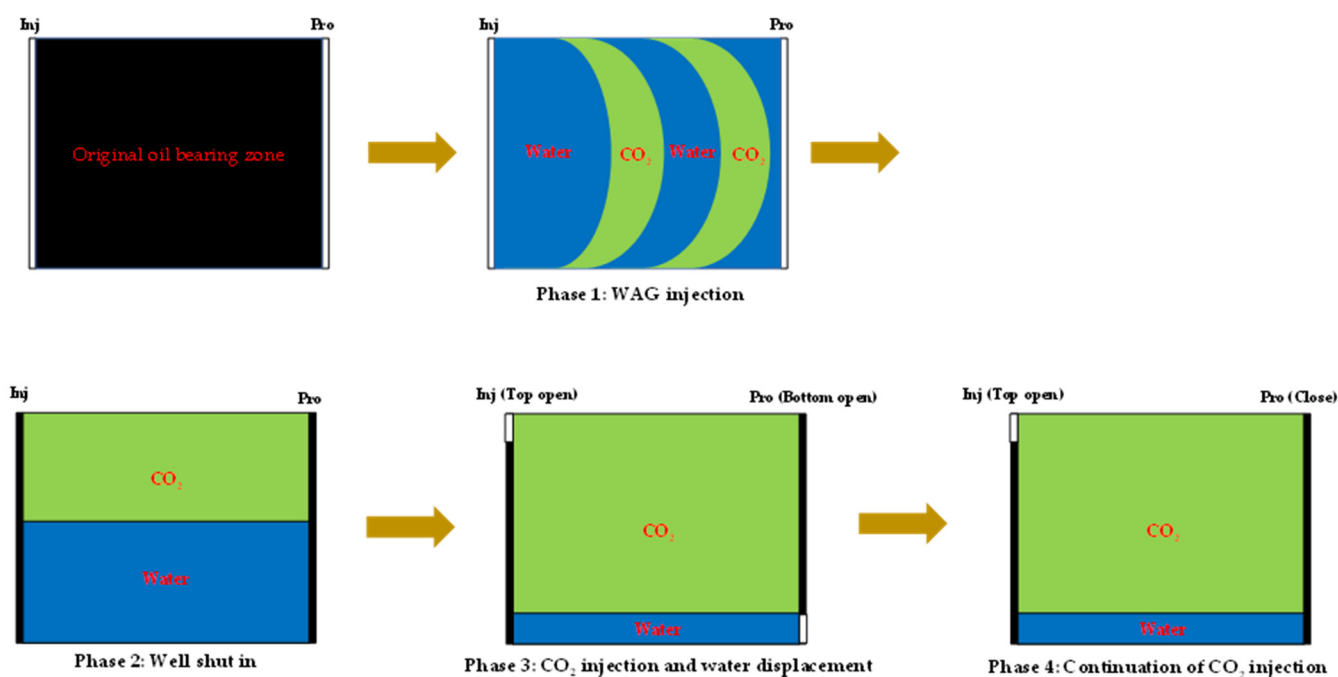 Inj
Pro
Original oil bearing zone
Inj
Pro
Water
CO₂
Water
CO₂
Phase 1: WAG injection
Inj
Pro
CO₂
Water
Phase 2: Well shut in
Inj (Top open)
Pro (Bottom open)
CO₂
Water
Phase 3: CO₂ injection and water displacement
Inj (Top open)
Pro (Close)
CO₂
Water
Phase 4: Continuation of CO₂ injection